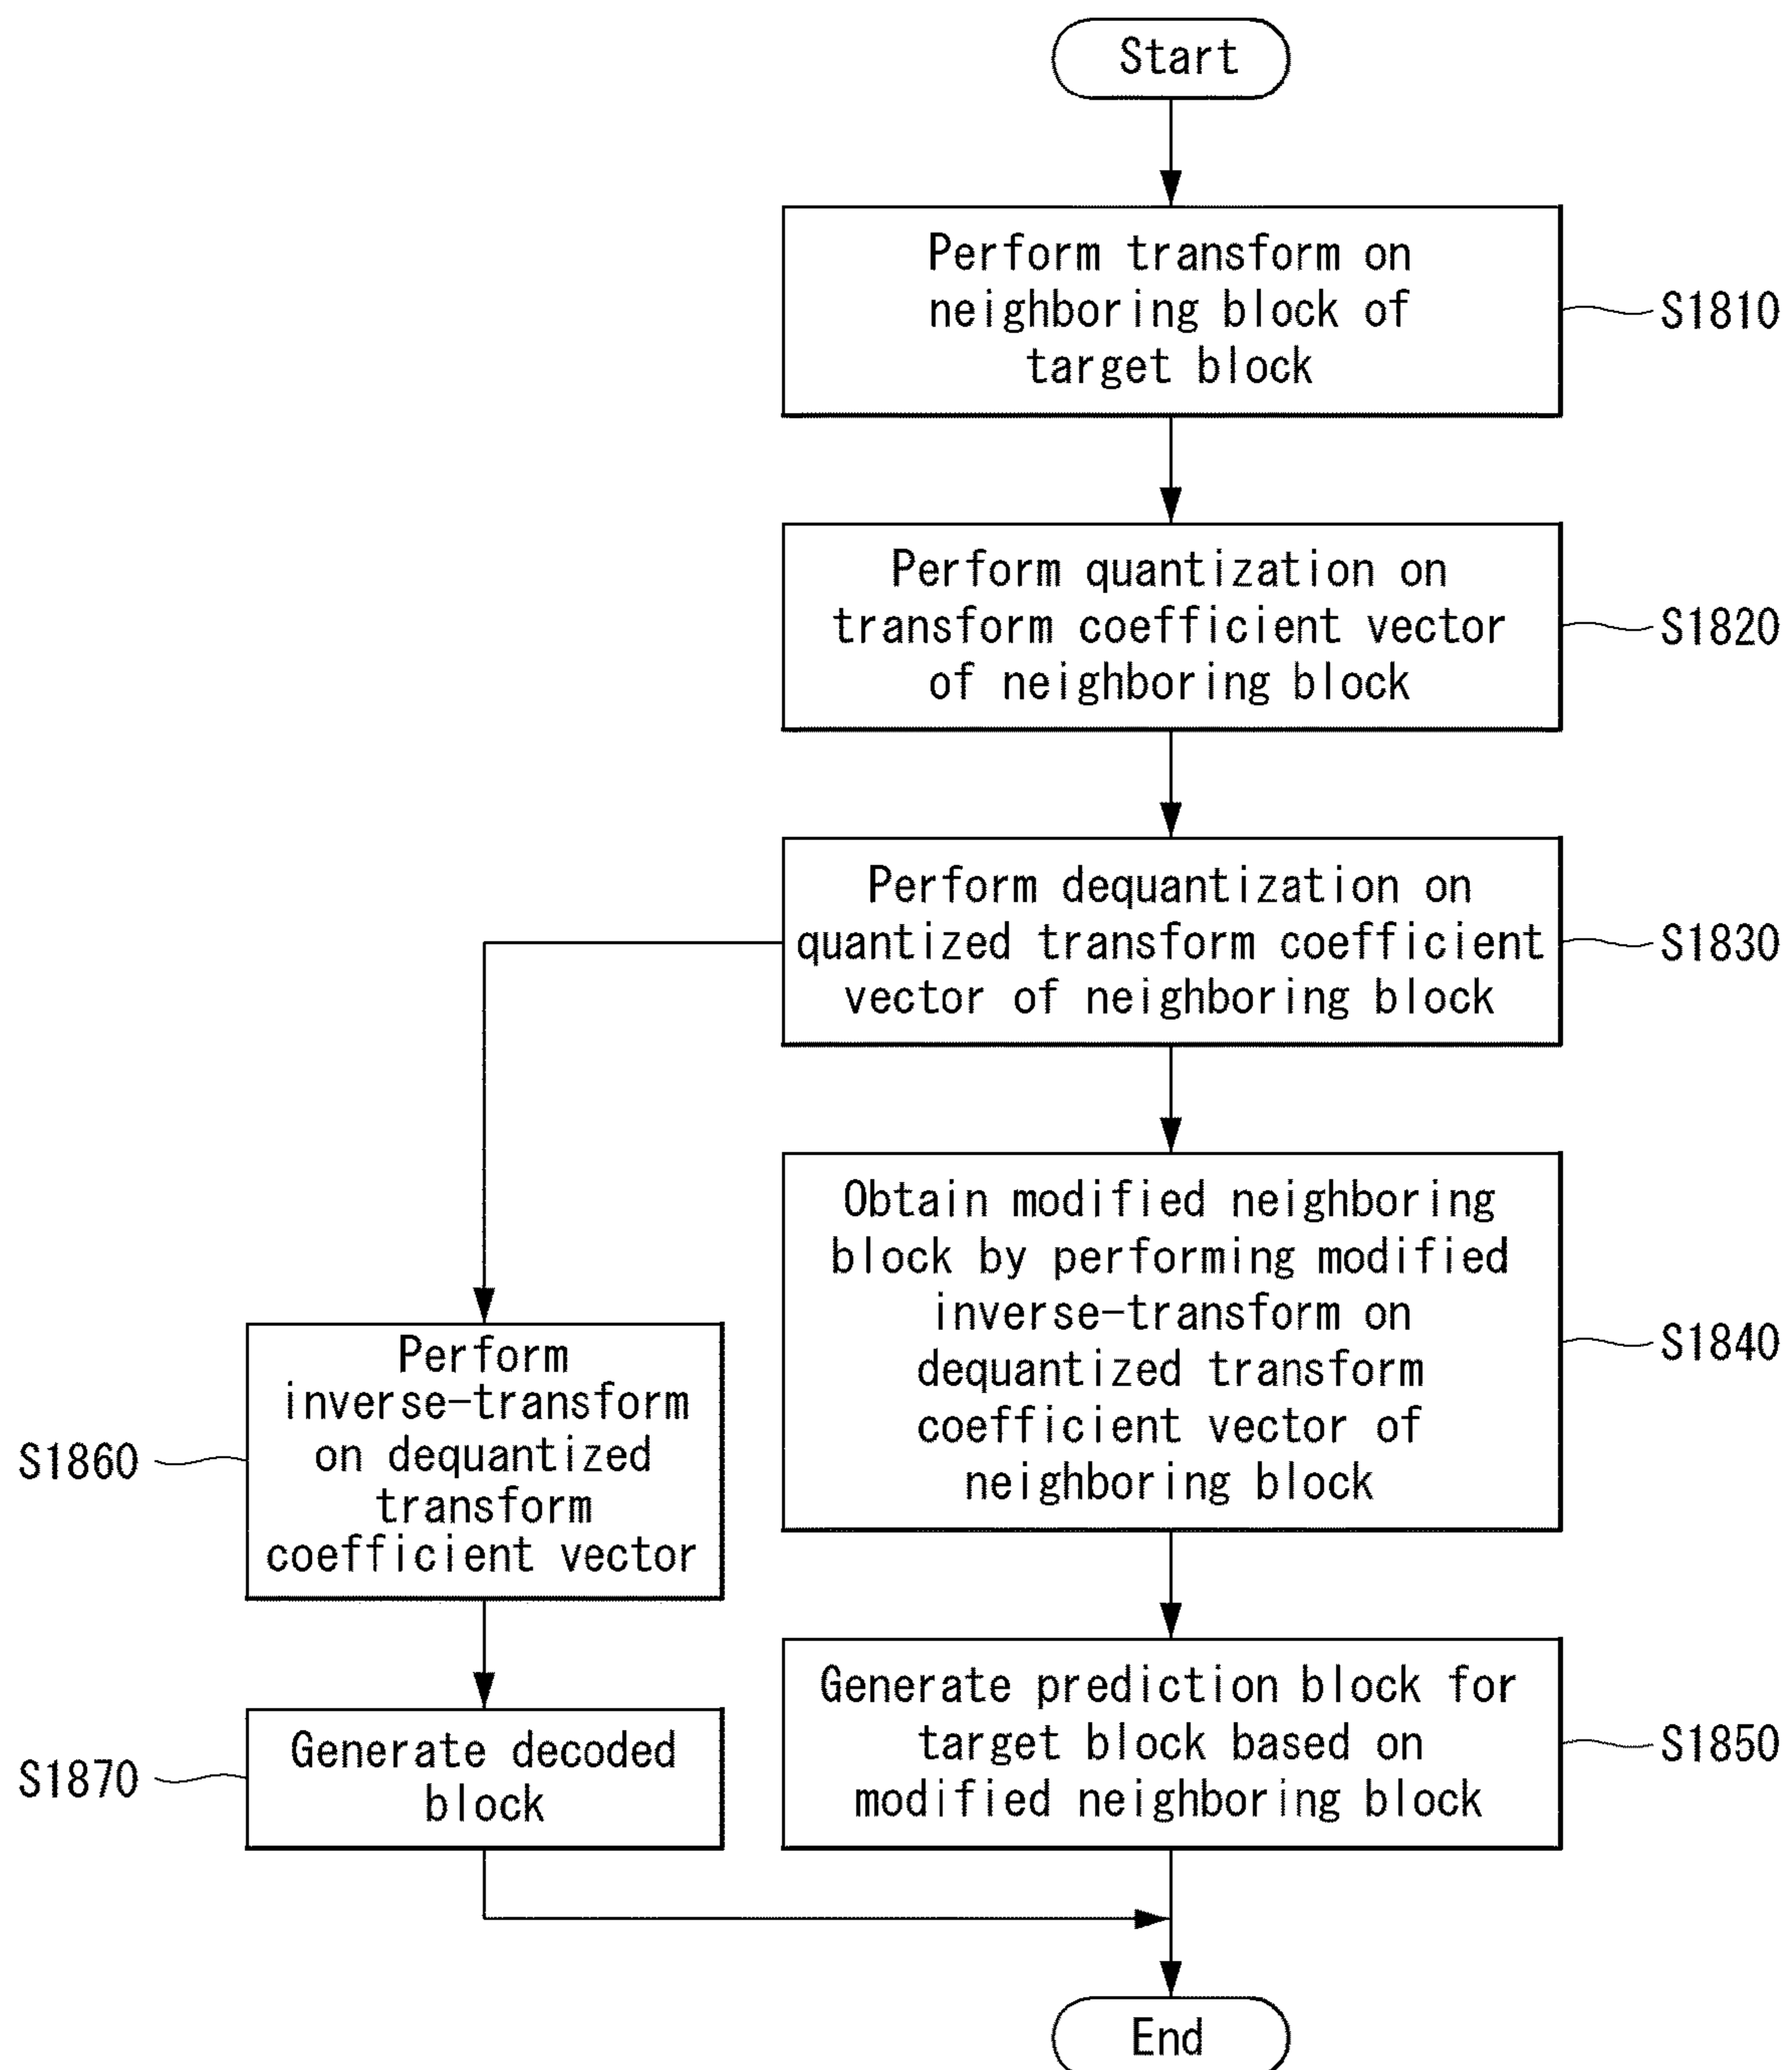 Start
Perform transform on
neighboring block of
target block
S1810
Perform quantization on
transform coefficient vector
of neighboring block
S1820
Perform dequantization on
quantized transform coefficient
vector of neighboring block
S1830
Obtain modified neighboring
block by performing modified
inverse-transform on
dequantized transform
coefficient vector of
neighboring block
S1840
Perform
inverse-transform
on dequantized
transform
coefficient vector
S1860
Generate prediction block for
target block based on
modified neighboring block
S1850
Generate decoded
block
S1870
End